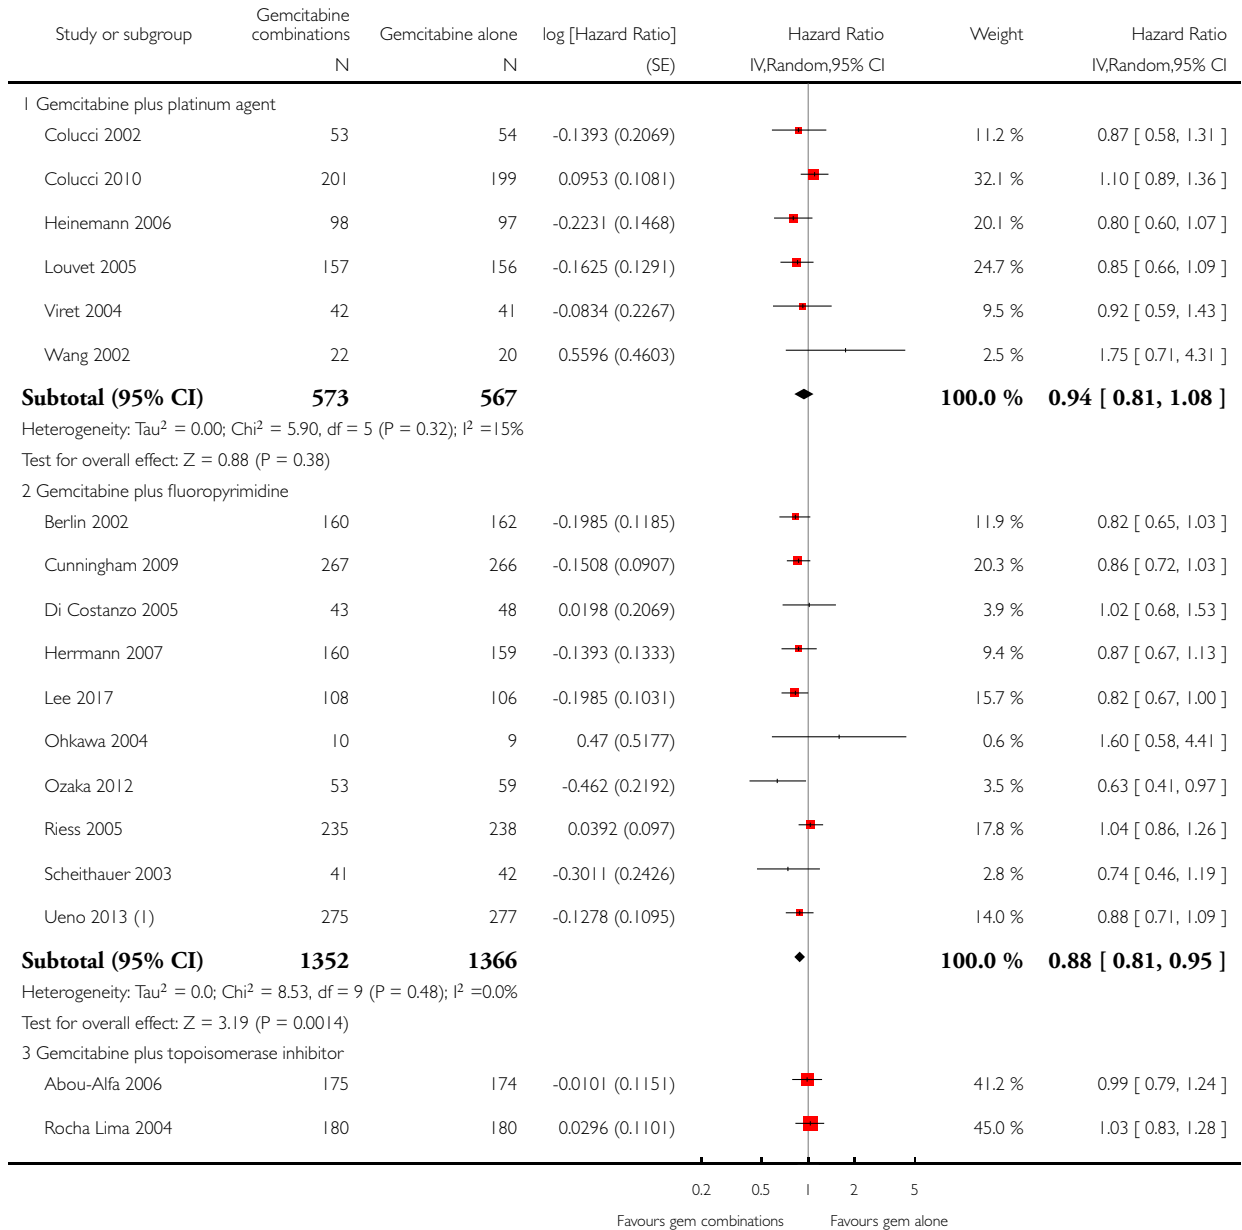 Gemcitabine
Study or subgroup combinations Gemcitabine alone log [Hazard Ratio] Hazard Ratio Weight Hazard Ratio
N N (SE) IV,Random,95% CI IV,Random,95% CI
1 Gemcitabine plus platinum agent
Colucci 2002 53 54 -0.1393 (0.2069) 11.2 % 0.87 [ 0.58, 1.31 ]
Colucci 2010 201 199 0.0953 (0.1081) 32.1 % 1.10 [ 0.89, 1.36 ]
Heinemann 2006 98 97 -0.2231 (0.1468) 20.1 % 0.80 [ 0.60, 1.07 ]
Louvet 2005 157 156 -0.1625 (0.1291) 24.7 % 0.85 [ 0.66, 1.09 ]
Viret 2004 42 41 -0.0834 (0.2267) 9.5 % 0.92 [ 0.59, 1.43 ]
Wang 2002 22 20 0.5596 (0.4603) 2.5 % 1.75 [ 0.71, 4.31 ]
Subtotal (95% CI) 573 567 100.0 % 0.94 [ 0.81, 1.08 ]
Heterogeneity: Tau² = 0.00; Chi² = 5.90, df = 5 (P = 0.32); I² =15%
Test for overall effect: Z = 0.88 (P = 0.38)
2 Gemcitabine plus fluoropyrimidine
Berlin 2002 160 162 -0.1985 (0.1185) 11.9 % 0.82 [ 0.65, 1.03 ]
Cunningham 2009 267 266 -0.1508 (0.0907) 20.3 % 0.86 [ 0.72, 1.03 ]
Di Costanzo 2005 43 48 0.0198 (0.2069) 3.9 % 1.02 [ 0.68, 1.53 ]
Herrmann 2007 160 159 -0.1393 (0.1333) 9.4 % 0.87 [ 0.67, 1.13 ]
Lee 2017 108 106 -0.1985 (0.1031) 15.7 % 0.82 [ 0.67, 1.00 ]
Ohkawa 2004 10 9 0.47 (0.5177) 0.6 % 1.60 [ 0.58, 4.41 ]
Ozaka 2012 53 59 -0.462 (0.2192) 3.5 % 0.63 [ 0.41, 0.97 ]
Riess 2005 235 238 0.0392 (0.097) 17.8 % 1.04 [ 0.86, 1.26 ]
Scheithauer 2003 41 42 -0.3011 (0.2426) 2.8 % 0.74 [ 0.46, 1.19 ]
Ueno 2013 (1) 275 277 -0.1278 (0.1095) 14.0 % 0.88 [ 0.71, 1.09 ]
Subtotal (95% CI) 1352 1366 100.0 % 0.88 [ 0.81, 0.95 ]
Heterogeneity: Tau² = 0.0; Chi² = 8.53, df = 9 (P = 0.48); I² =0.0%
Test for overall effect: Z = 3.19 (P = 0.0014)
3 Gemcitabine plus topoisomerase inhibitor
Abou-Alfa 2006 175 174 -0.0101 (0.1151) 41.2 % 0.99 [ 0.79, 1.24 ]
Rocha Lima 2004 180 180 0.0296 (0.1101) 45.0 % 1.03 [ 0.83, 1.28 ]
0.2 0.5 1 2 5
Favours gem combinations Favours gem alone